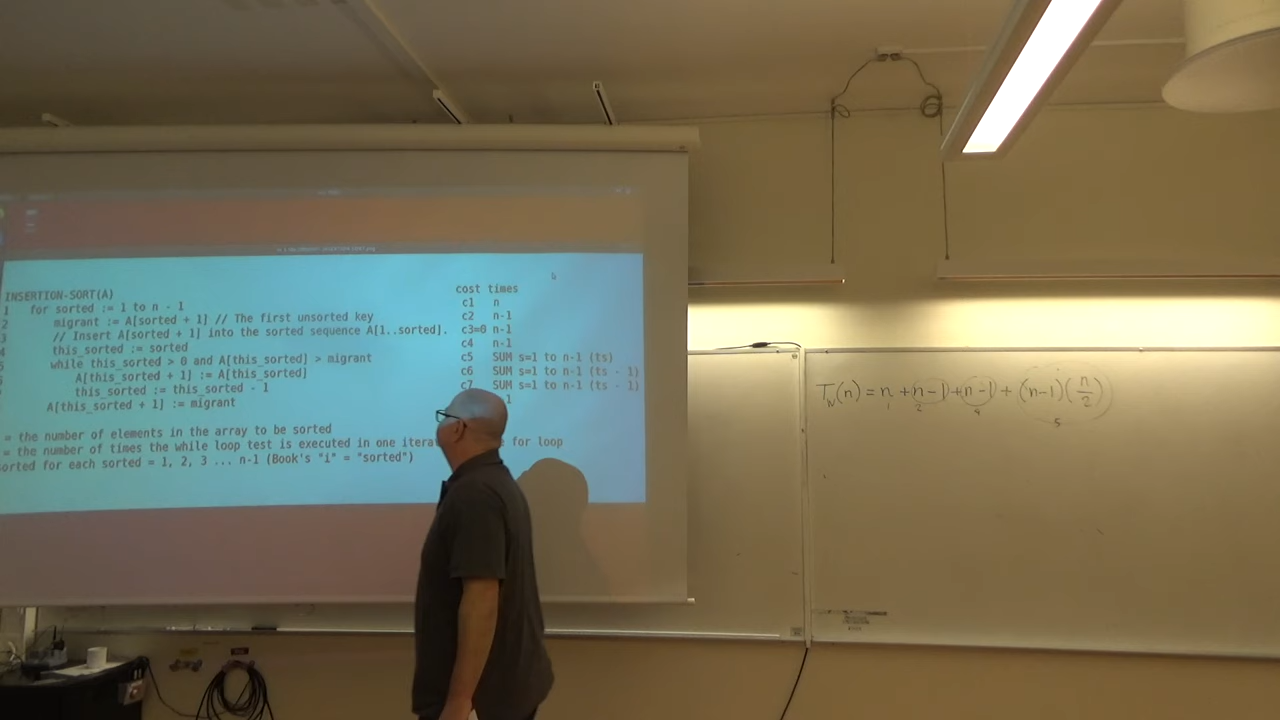 INSERTION-SORT(A)
cost times
1 for sorted := 1 to n - 1 c1 n
2 migrant := A[sorted + 1] // The first unsorted key c2 n-1
3 // Insert A[sorted + 1] into the sorted sequence A[1..sorted]. c3=0 n-1
4 this_sorted := sorted c4 n-1
while this_sorted > 0 and A[this_sorted] > migrant c5 SUM s=1 to n-1 (ts)
A[this_sorted + 1] := A[this_sorted] c6 SUM s=1 to n-1 (ts - 1)
this_sorted := this_sorted - 1 c7 SUM s=1 to n-1 (ts - 1)
A[this_sorted + 1] := migrant 1
= the number of elements in the array to be sorted
= the number of times the while loop test is executed in one itera for loop
sorted for each sorted = 1, 2, 3 ... n-1 (Book's "i" = "sorted")
T_W(n) = n + n-1 + n-1 + (n-1)(n/2)
1 2 4 5